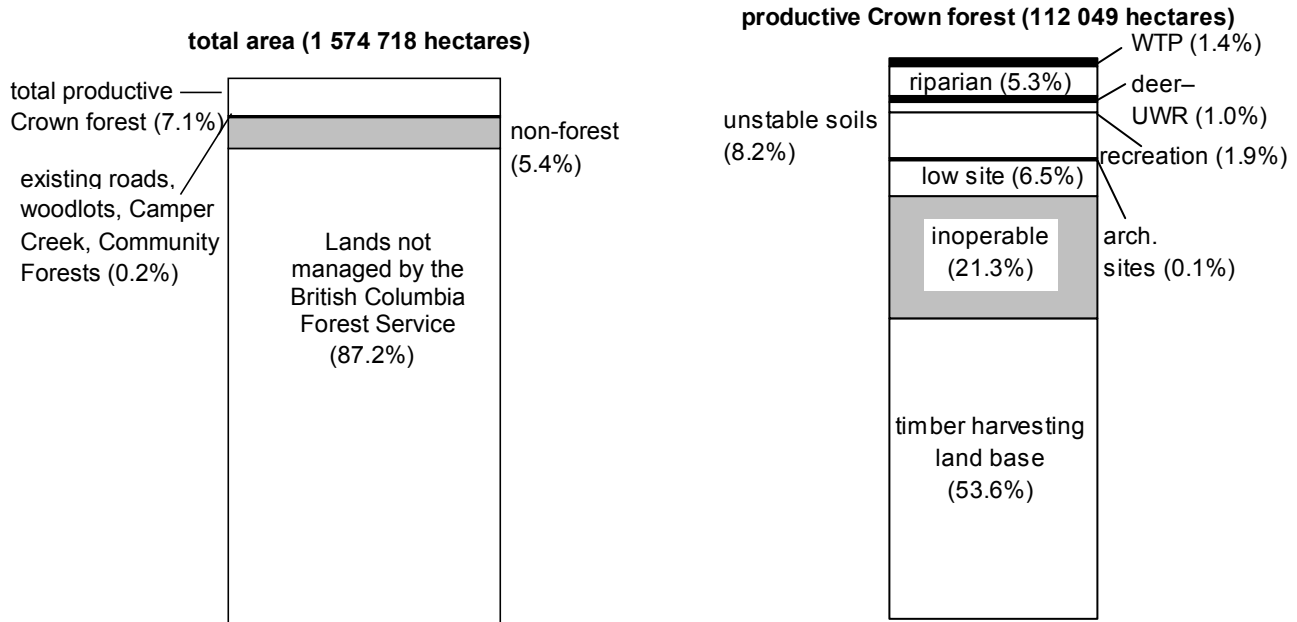 total area (1 574 718 hectares)
total productive
Crown forest (7.1%)
existing roads,
woodlots, Camper
Creek, Community
Forests (0.2%)
non-forest
(5.4%)
Lands not
managed by the
British Columbia
Forest Service
(87.2%)
productive Crown forest (112 049 hectares)
WTP (1.4%)
riparian (5.3%)
deer–
UWR (1.0%)
unstable soils
(8.2%)
recreation (1.9%)
low site (6.5%)
arch.
sites (0.1%)
inoperable
(21.3%)
timber harvesting
land base
(53.6%)